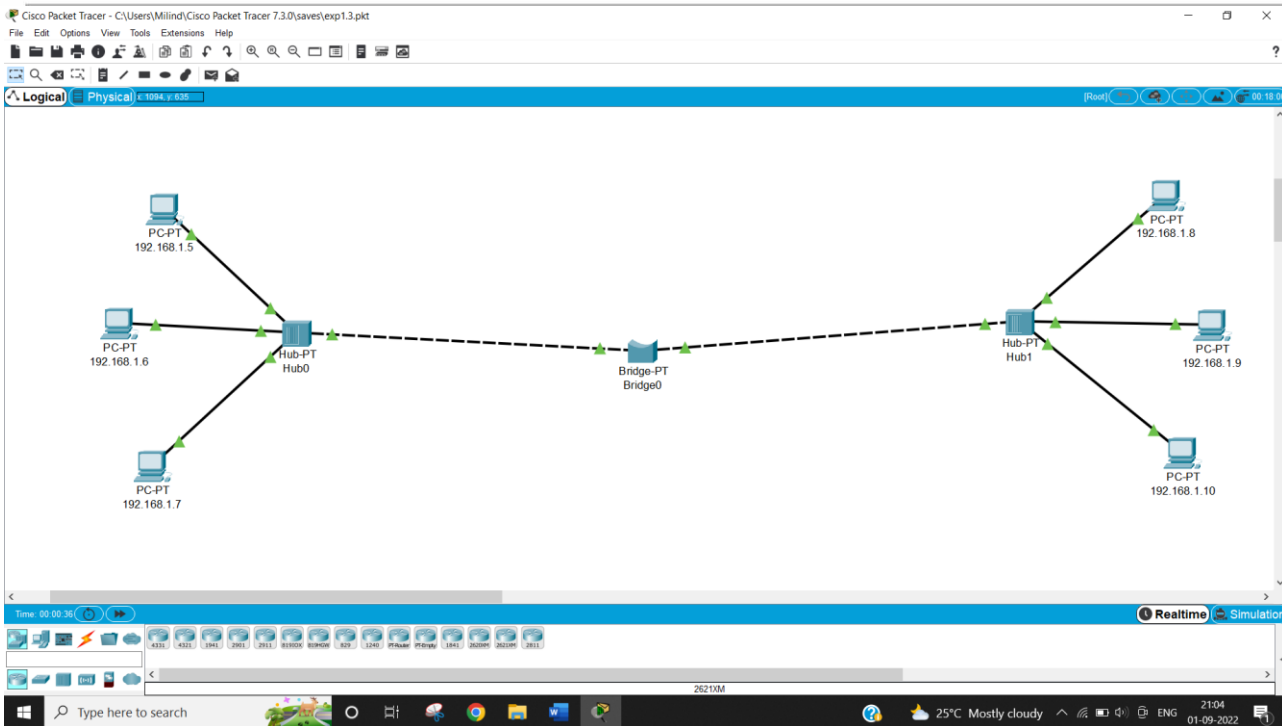 Cisco Packet Tracer - C:\Users\Milind\Cisco Packet Tracer 7.3.0\saves\exp1.3.pkt
File Edit Options View Tools Extensions Help
?
Logical Physical x: 1094, y: 635
[Root] 00:18:0
PC-PT
192.168.1.5
PC-PT
192.168.1.6
PC-PT
192.168.1.7
Hub-PT
Hub0
Bridge-PT
Bridge0
Hub-PT
Hub1
PC-PT
192.168.1.8
PC-PT
192.168.1.9
PC-PT
192.168.1.10
Time: 00:00:36
Realtime Simulation
4331 4321 1941 2901 2911 819IOX 819HGW 829 1240 PT-Router PT-Empty 1841 2620XM 2621XM 2811
2621XM
Type here to search
25°C Mostly cloudy ENG
21:04
01-09-2022